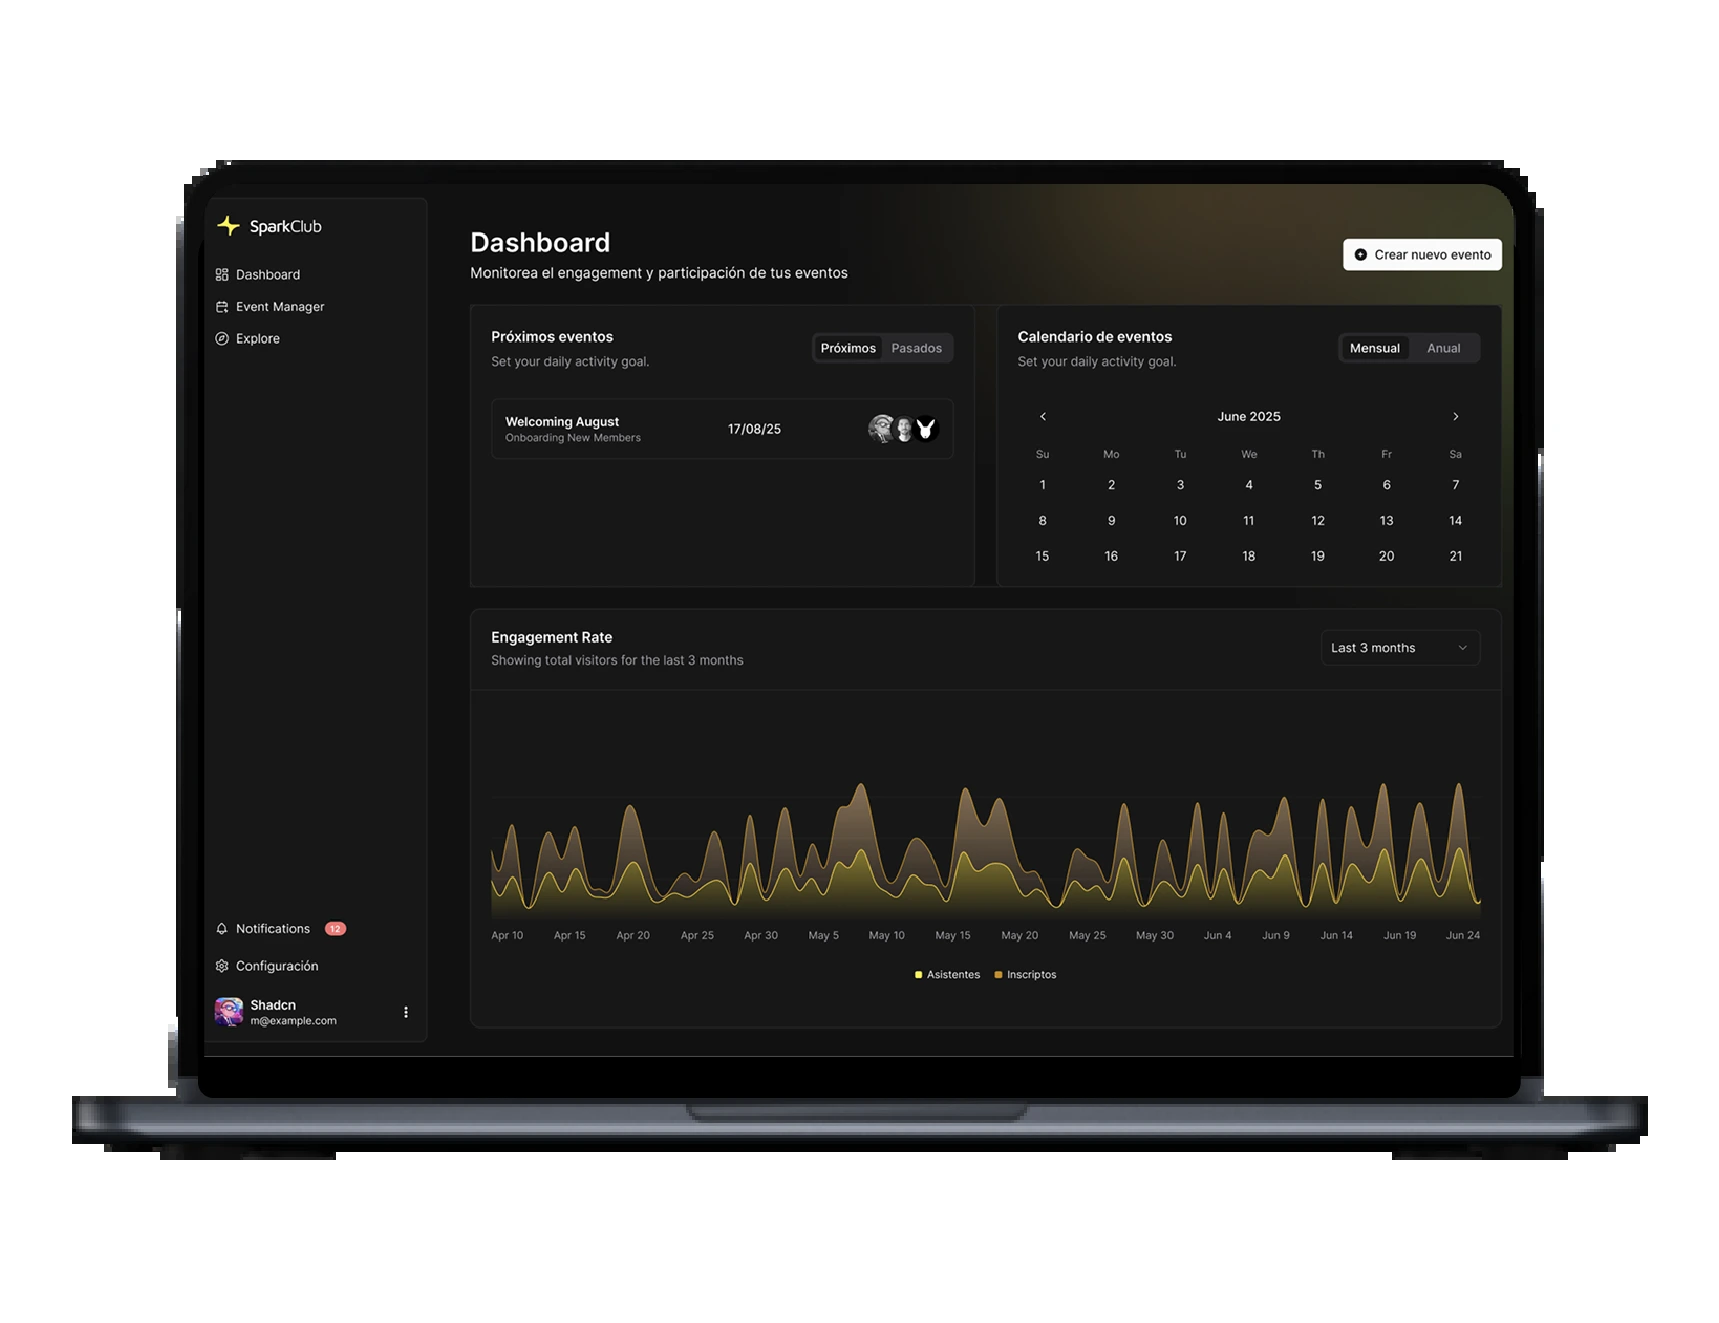 SparkClub
Dashboard
Event Manager
Explore
Notifications 12
Configuración
Shadcn
m@example.com
Dashboard
Monitorea el engagement y participación de tus eventos
Crear nuevo evento
Próximos eventos
Set your daily activity goal.
Próximos Pasados
Welcoming August
Onboarding New Members
17/08/25
Calendario de eventos
Set your daily activity goal.
Mensual Anual
June 2025
Su Mo Tu We Th Fr Sa
1 2 3 4 5 6 7
8 9 10 11 12 13 14
15 16 17 18 19 20 21
Engagement Rate
Showing total visitors for the last 3 months
Last 3 months
Apr 10 Apr 15 Apr 20 Apr 25 Apr 30 May 5 May 10 May 15 May 20 May 25 May 30 Jun 4 Jun 9 Jun 14 Jun 19 Jun 24
Asistentes Inscriptos